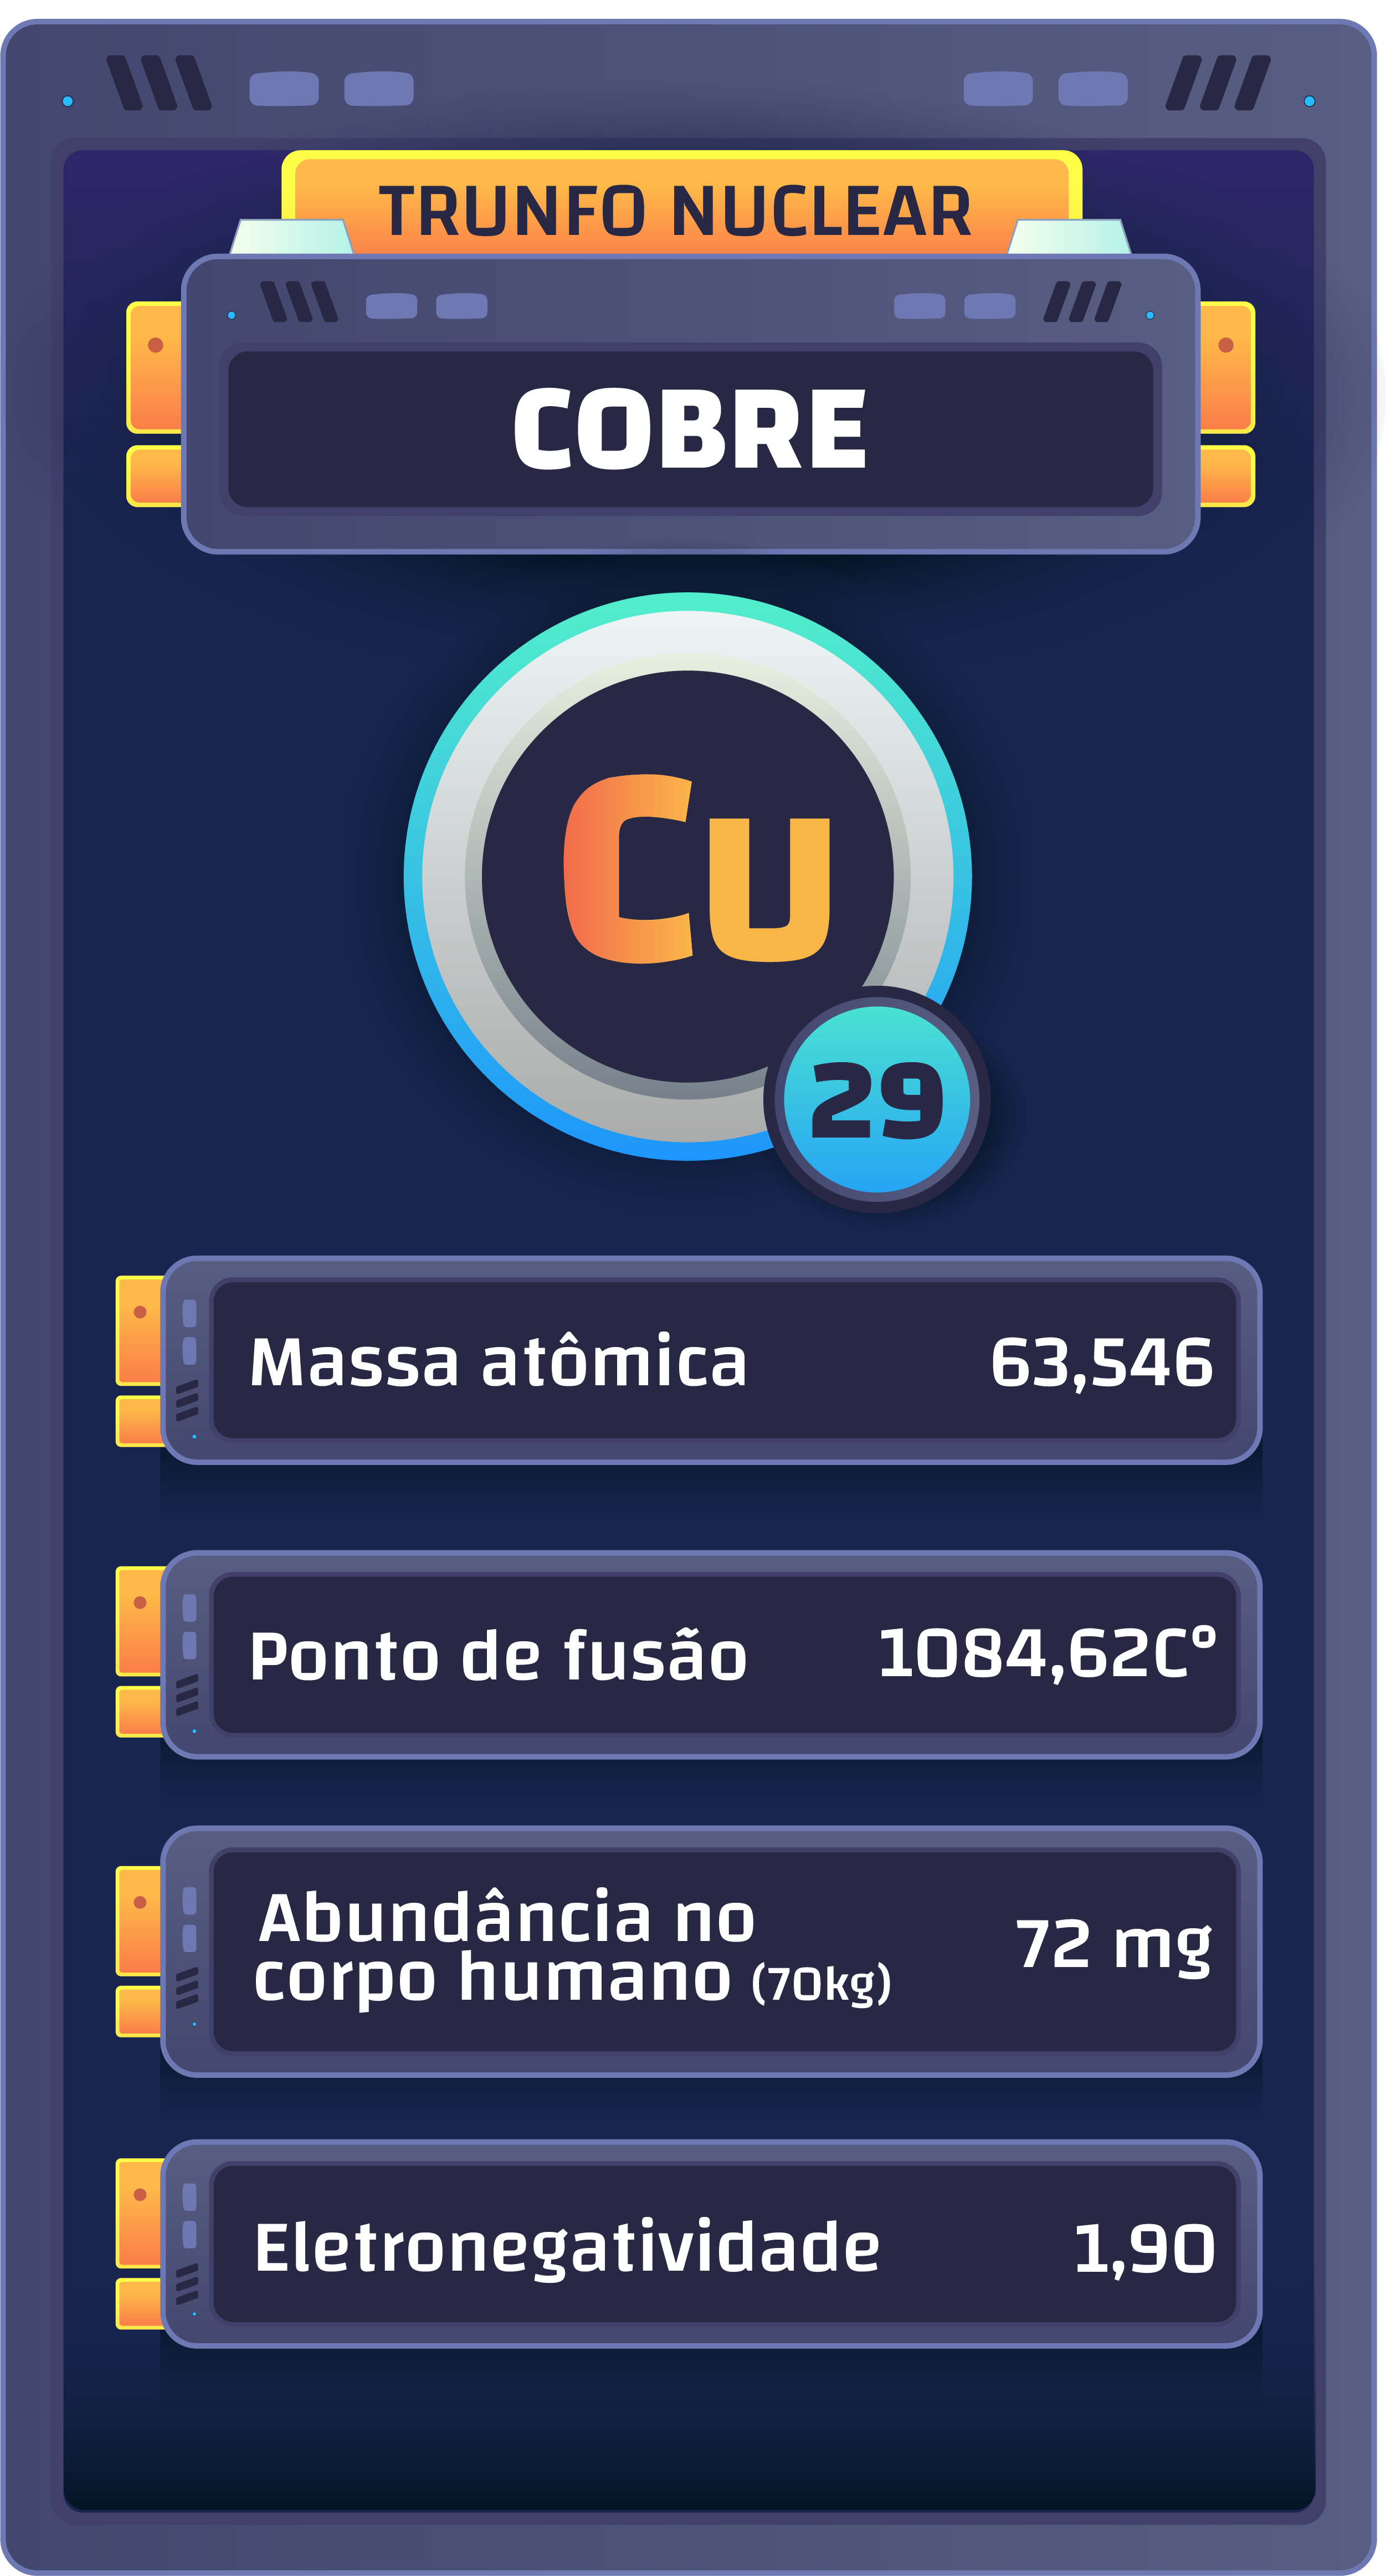 TRUNFO NUCLEAR
COBRE
Cu
29
Massa atômica 63,546
Ponto de fusão 1084,62Cº
Abundância no
corpo humano (70kg) 72 mg
Eletronegatividade 1,90